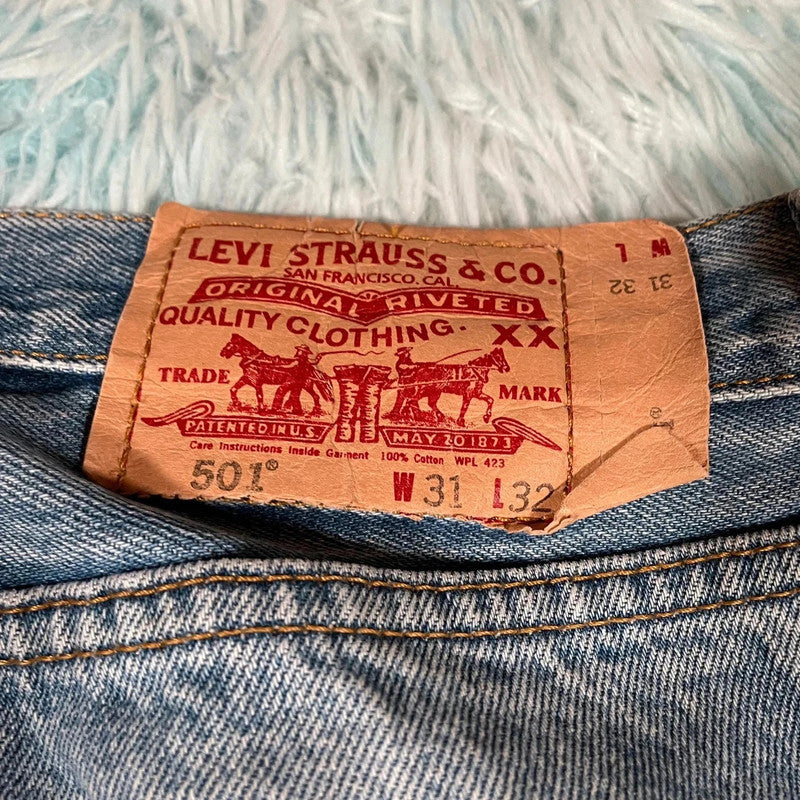 LEVI STRAUSS & CO.
SAN FRANCISCO. CAL.
ORIGINAL RIVETED
QUALITY CLOTHING. XX
TRADE MARK
PATENTED IN U.S. MAY 20 1873
Care Instructions Inside Garment 100% Cotton WPL 423
501® W 31 L 32
W L
31 32